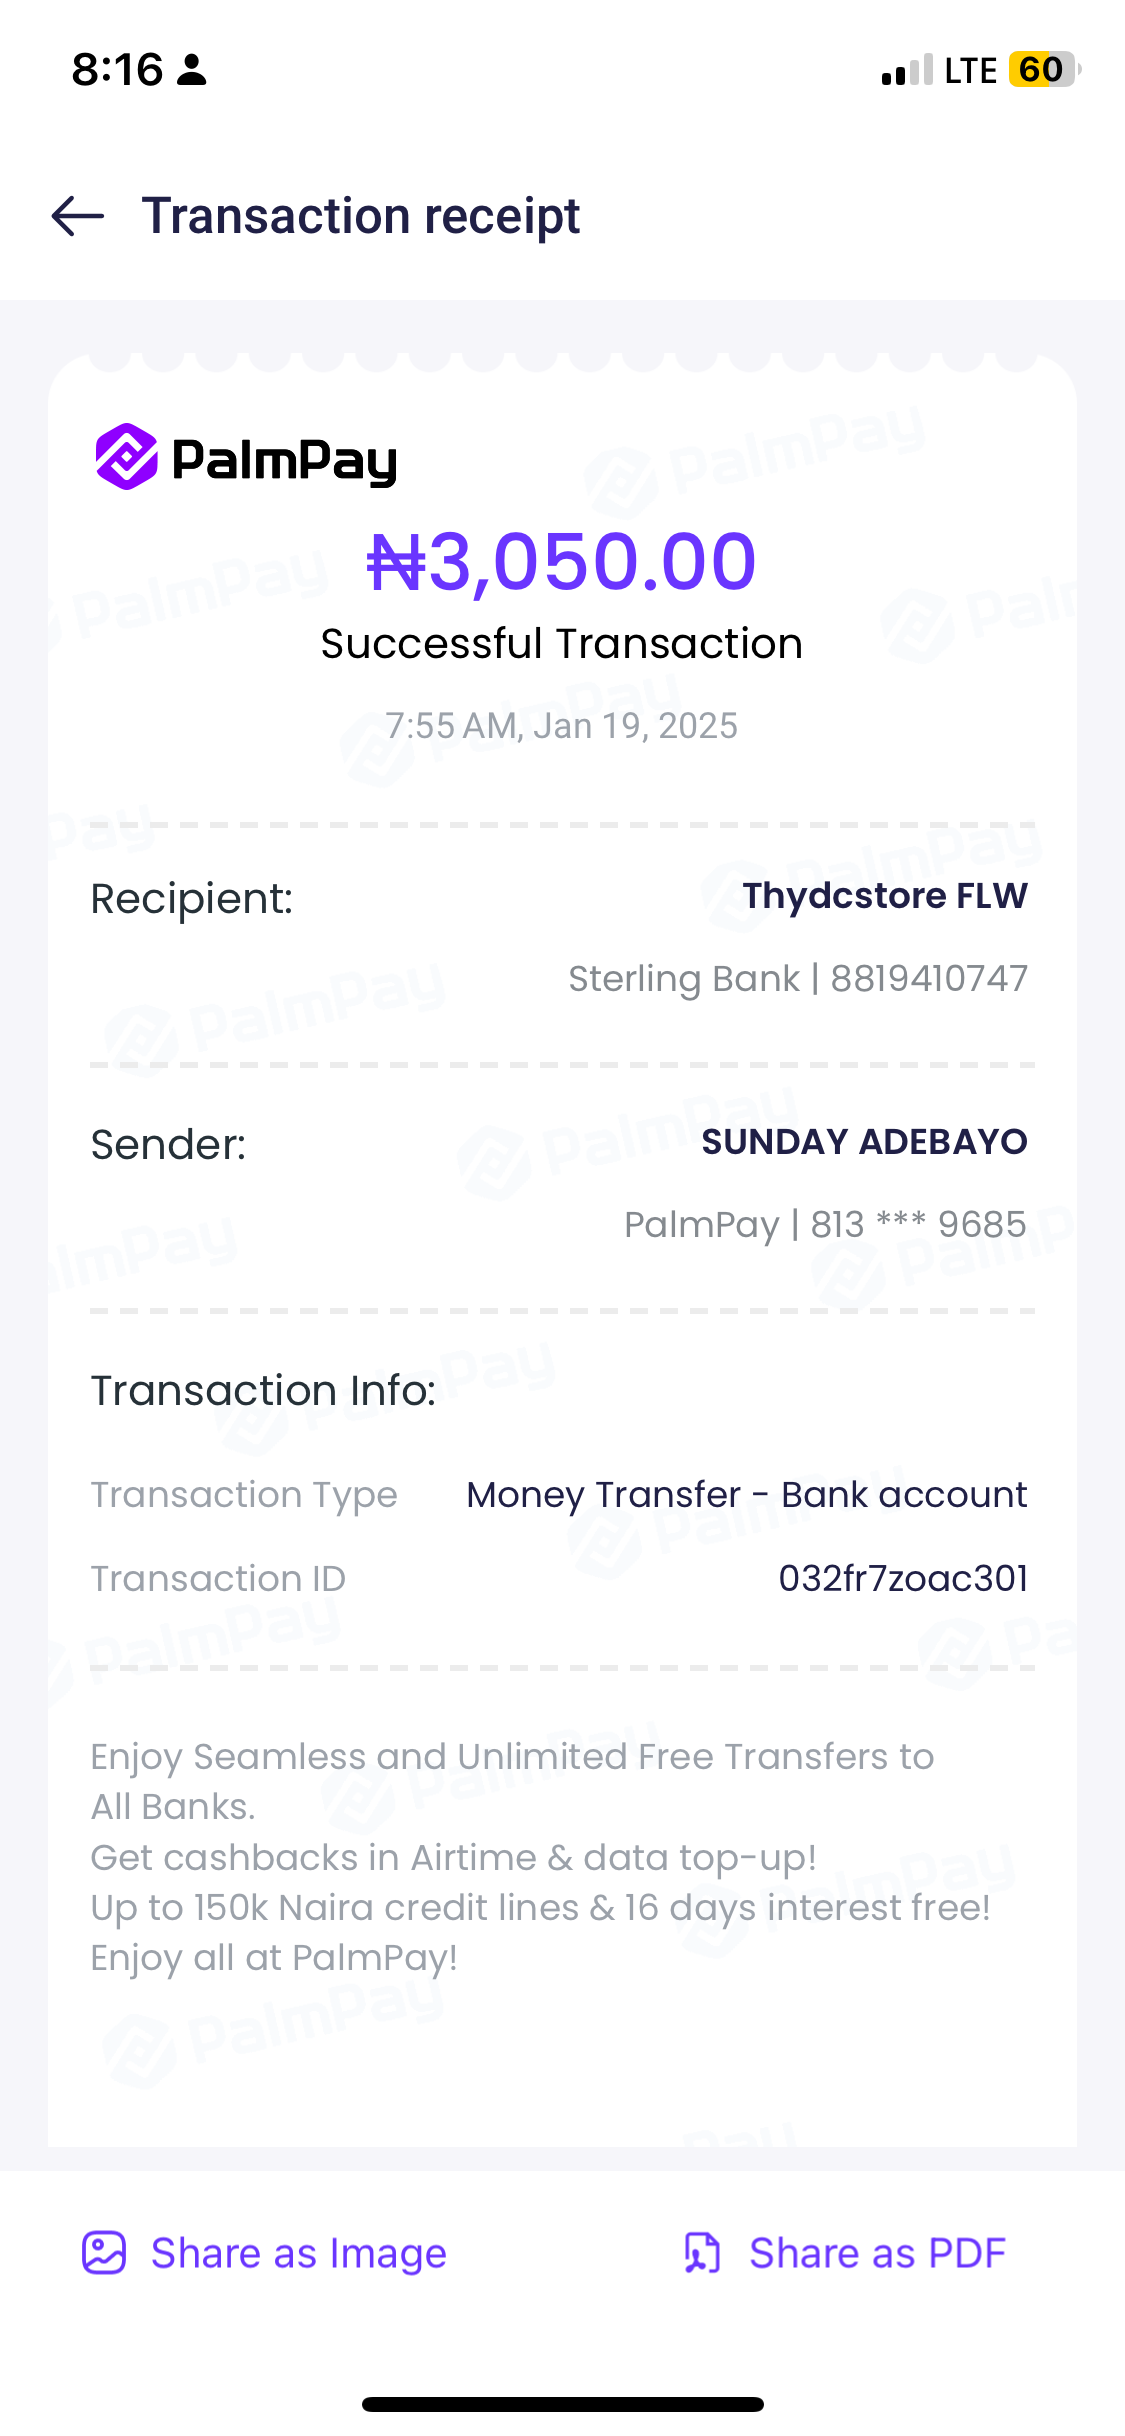 8:16 LTE 60
Transaction receipt
PalmPay
₦3,050.00
Successful Transaction
7:55 AM, Jan 19, 2025
Recipient: Thydcstore FLW
Sterling Bank | 8819410747
Sender: SUNDAY ADEBAYO
PalmPay | 813 *** 9685
Transaction Info:
Transaction Type Money Transfer - Bank account
Transaction ID 032fr7zoac301
Enjoy Seamless and Unlimited Free Transfers to
All Banks.
Get cashbacks in Airtime & data top-up!
Up to 150k Naira credit lines & 16 days interest free!
Enjoy all at PalmPay!
Share as Image Share as PDF